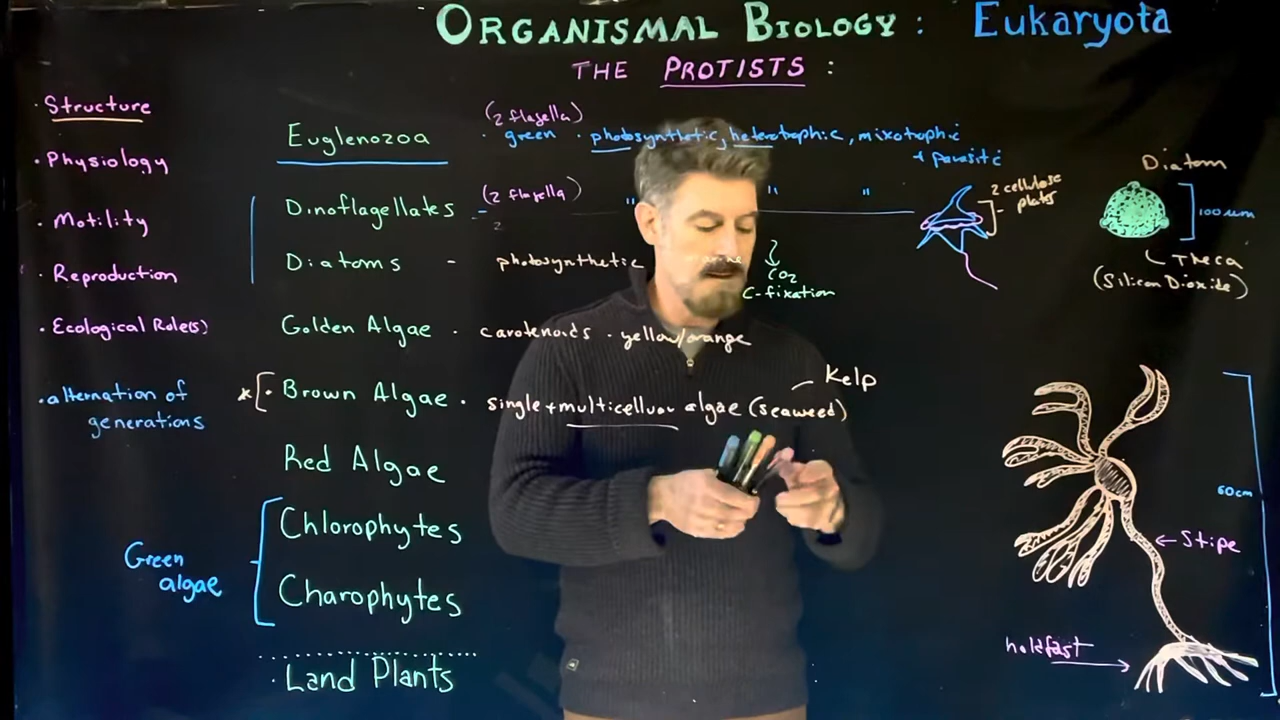 ORGANISMAL BIOLOGY : Eukaryota
THE PROTISTS :
· Structure
· Physiology
· Motility
· Reproduction
· Ecological Role(s)
· alternation of
generations
Euglenozoa
(2 flagella)
· green · photosynthetic, heterotrophic, mixotrophic
+ parasitic
Dinoflagellates -
(2 flagella) " " "
2
Diatoms - photosynthetic
CO2
C-fixation
Golden Algae · carotenoids · yellow/orange
* [ · Brown Algae · single + multicelluar algae (seaweed)
Kelp
Red Algae
Green
algae
Chlorophytes
Charophytes
· Land Plants
2 cellulose
plates
Diatom
100 um
Theca
(Silicon Dioxide)
60cm
← Stipe
holdfast